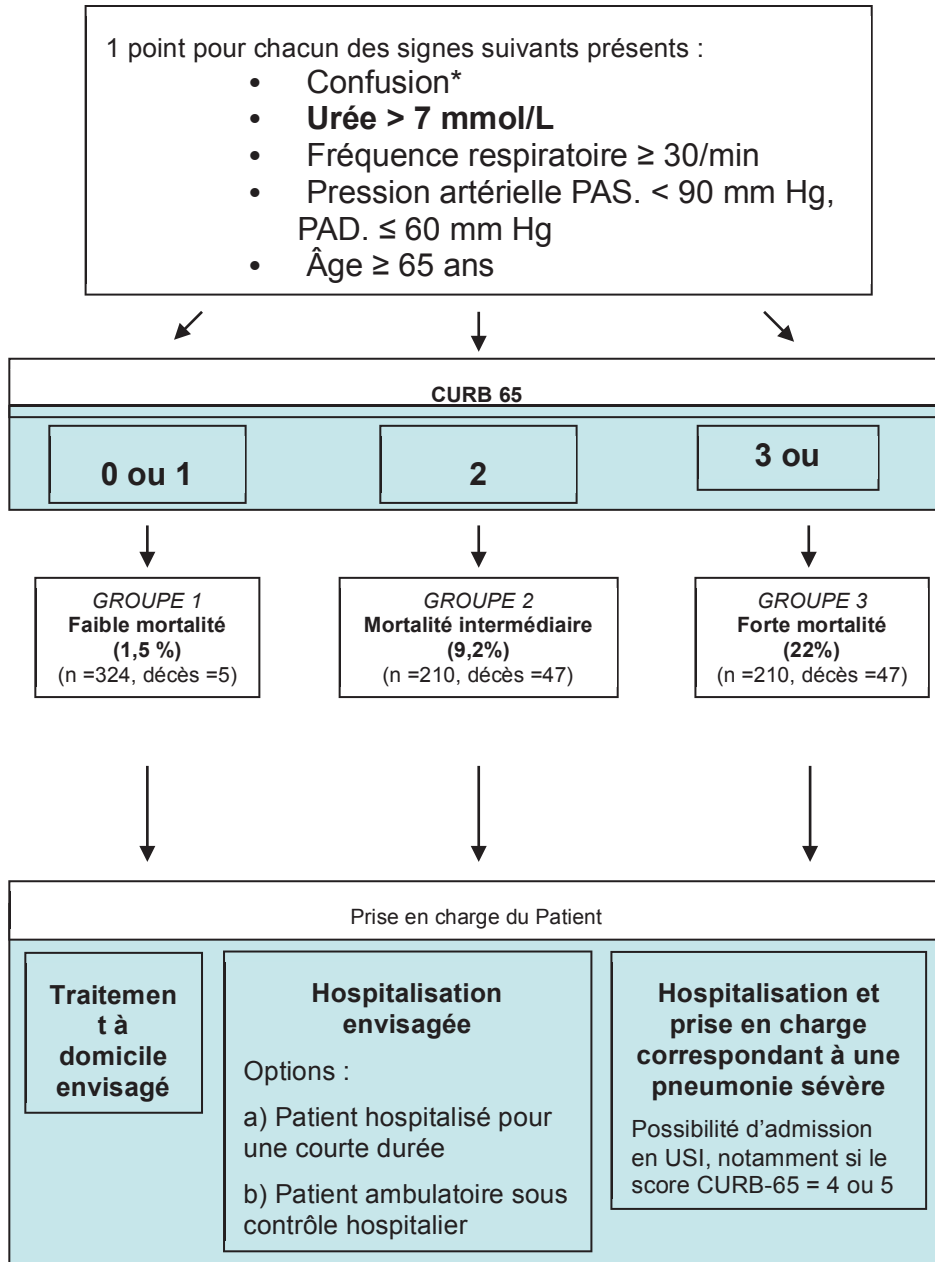 1 point pour chacun des signes suivants présents :
• Confusion*
• Urée > 7 mmol/L
• Fréquence respiratoire ≥ 30/min
• Pression artérielle PAS. < 90 mm Hg,
PAD. ≤ 60 mm Hg
• Âge ≥ 65 ans
CURB 65
0 ou 1
2
3 ou
GROUPE 1
Faible mortalité
(1,5 %)
(n =324, décès =5)
GROUPE 2
Mortalité intermédiaire
(9,2%)
(n =210, décès =47)
GROUPE 3
Forte mortalité
(22%)
(n =210, décès =47)
Prise en charge du Patient
Traitemen
t à
domicile
envisagé
Hospitalisation
envisagée
Options :
a) Patient hospitalisé pour
une courte durée
b) Patient ambulatoire sous
contrôle hospitalier
Hospitalisation et
prise en charge
correspondant à une
pneumonie sévère
Possibilité d'admission
en USI, notamment si le
score CURB-65 = 4 ou 5